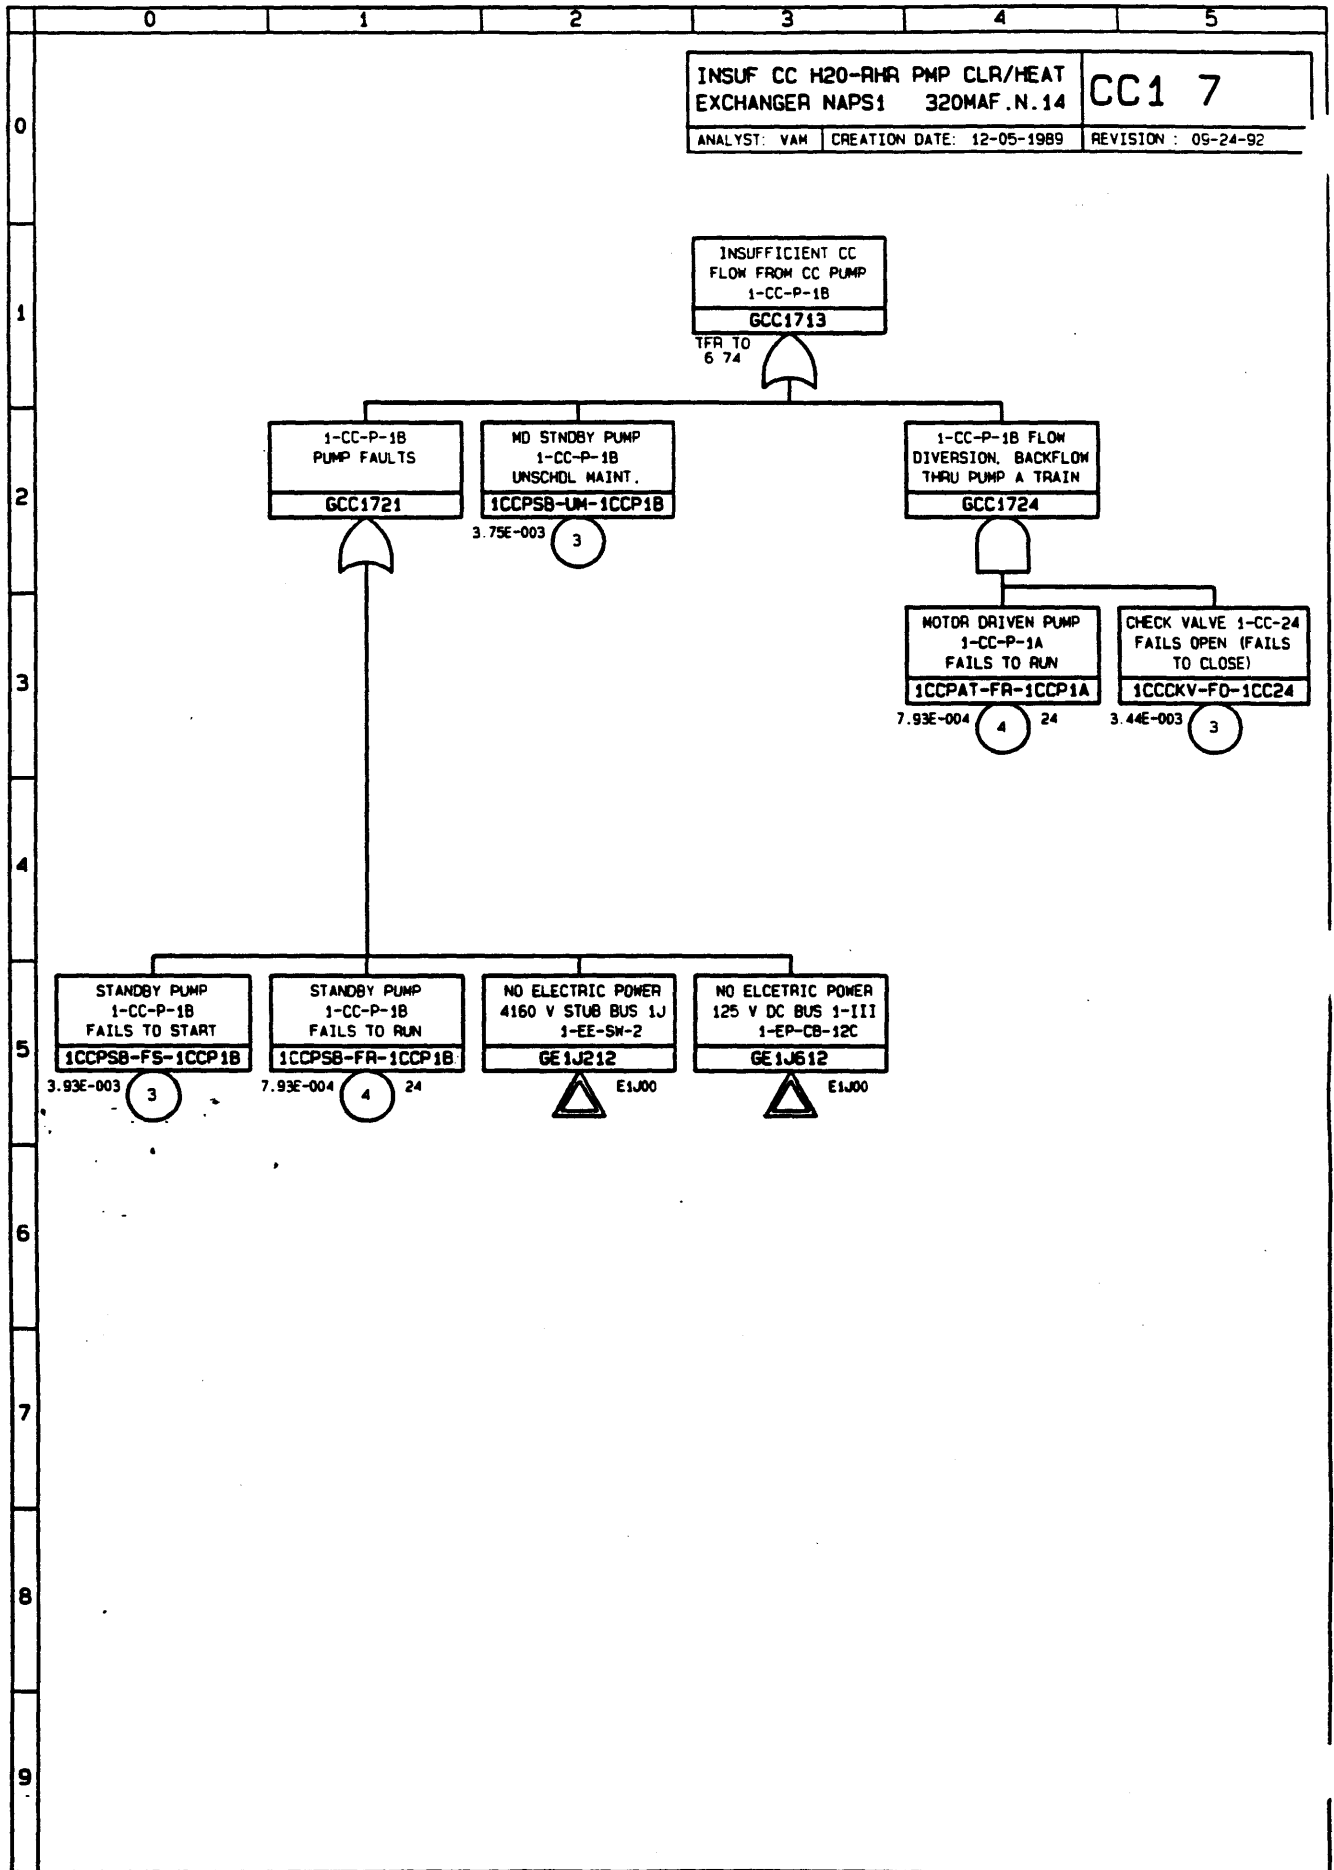 0 1 2 3 4 5
INSUF CC H20-RHR PMP CLR/HEAT
EXCHANGER NAPS1 320MAF.N.14
CC1 7
ANALYST: VAM CREATION DATE: 12-05-1989 REVISION : 09-24-92
0
INSUFFICIENT CC
FLOW FROM CC PUMP
1-CC-P-1B
GCC1713
TFR TO
6 74
1
1-CC-P-1B
PUMP FAULTS
GCC1721
MD STNDBY PUMP
1-CC-P-1B
UNSCHDL MAINT.
1CCPSB-UM-1CCP1B
3.75E-003
3
1-CC-P-1B FLOW
DIVERSION, BACKFLOW
THRU PUMP A TRAIN
GCC1724
2
MOTOR DRIVEN PUMP
1-CC-P-1A
FAILS TO RUN
1CCPAT-FR-1CCP1A
7.93E-004
4
24
CHECK VALVE 1-CC-24
FAILS OPEN (FAILS
TO CLOSE)
1CCCKV-FO-1CC24
3.44E-003
3
3
4
STANDBY PUMP
1-CC-P-1B
FAILS TO START
1CCPSB-FS-1CCP1B
3.93E-003
3
STANDBY PUMP
1-CC-P-1B
FAILS TO RUN
1CCPSB-FR-1CCP1B
7.93E-004
4
24
NO ELECTRIC POWER
4160 V STUB BUS 1J
1-EE-SW-2
GE1J212
E1J00
NO ELCETRIC POWER
125 V DC BUS 1-III
1-EP-CB-12C
GE1J612
E1J00
5
6
7
8
9